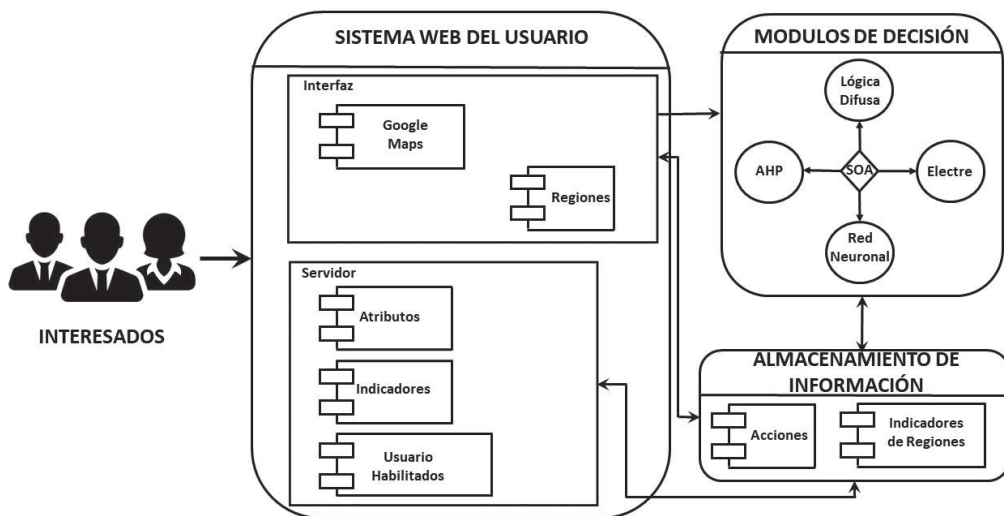 INTERESADOS
SISTEMA WEB DEL USUARIO
Interfaz
Google
Maps
Regiones
Servidor
Atributos
Indicadores
Usuario
Habilitados
MODULOS DE DECISIÓN
Lógica
Difusa
AHP
SOA
Electre
Red
Neuronal
ALMACENAMIENTO DE
INFORMACIÓN
Acciones
Indicadores
de Regiones